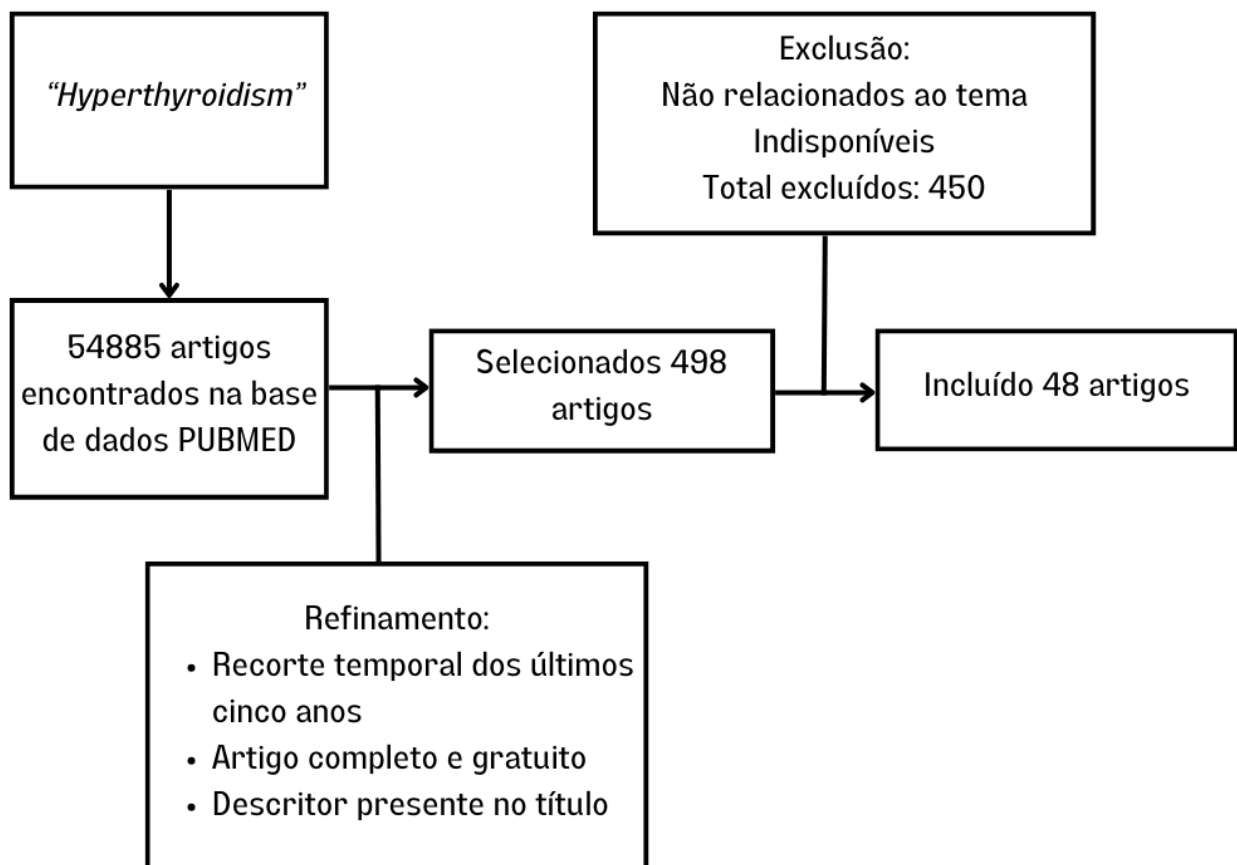 “Hyperthyroidism”
54885 artigos
encontrados na base
de dados PUBMED
Refinamento:
• Recorte temporal dos últimos
cinco anos
• Artigo completo e gratuito
• Descritor presente no título
Selecionados 498
artigos
Exclusão:
Não relacionados ao tema
Indisponíveis
Total excluídos: 450
Incluído 48 artigos